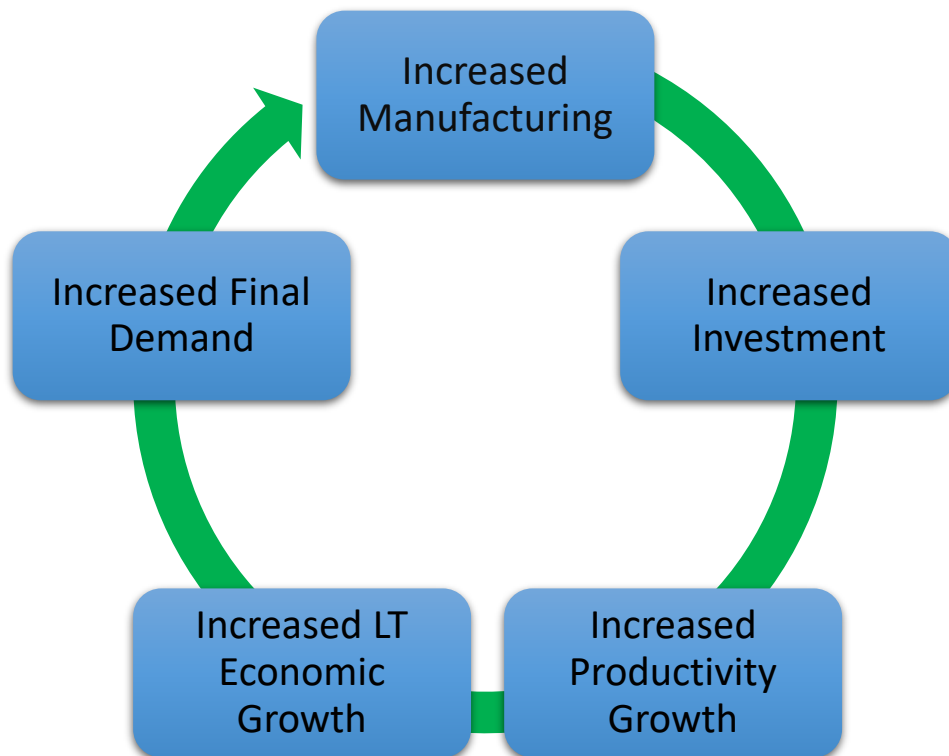 Increased
Manufacturing
Increased
Investment
Increased
Productivity
Growth
Increased LT
Economic
Growth
Increased Final
Demand